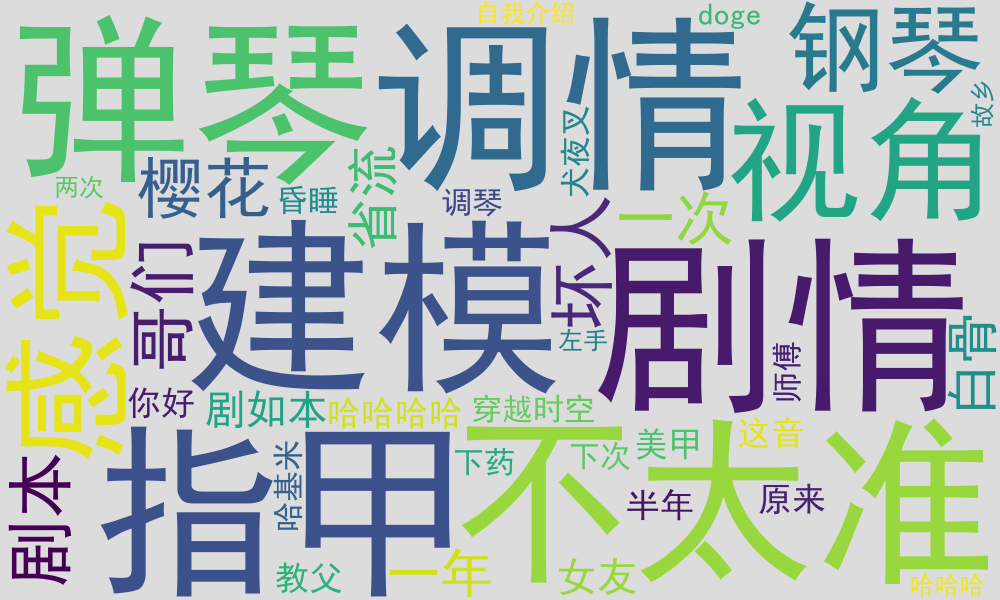 自我介绍
doge
弹琴
调情
钢琴
视角
故乡
犬夜叉
省流
樱花
两次
昏睡
调琴
一次
感觉
哥们
建模
坏人
剧情
左手
师傅
白骨
你好
剧如本
哈哈哈哈
穿越时空
这音
美甲
下次
下药
指甲
不太准
哈基米
剧本
半年
原来
教父
一年
女友
哈哈哈